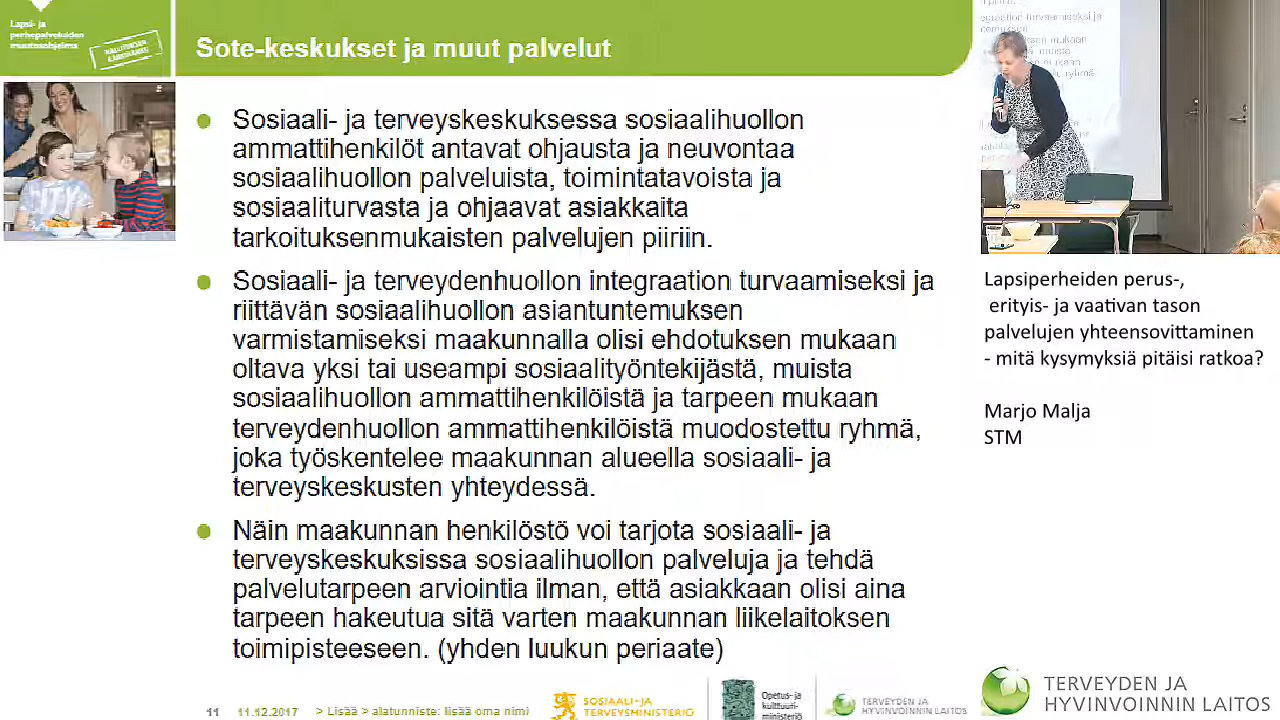 Lapsi- ja
perhepalveluiden
muutosohjelma
Sote-keskukset ja muut palvelut
Sosiaali- ja terveyskeskuksessa sosiaalihuollon
ammattihenkilöt antavat ohjausta ja neuvontaa
sosiaalihuollon palveluista, toimintatavoista ja
sosiaaliturvasta ja ohjaavat asiakkaita
tarkoituksenmukaisten palvelujen piiriin.
Sosiaali- ja terveydenhuollon integraation turvaamiseksi ja
riittävän sosiaalihuollon asiantuntemuksen
varmistamiseksi maakunnalla olisi ehdotuksen mukaan
oltava yksi tai useampi sosiaalityöntekijästä, muista
sosiaalihuollon ammattihenkilöistä ja tarpeen mukaan
terveydenhuollon ammattihenkilöistä muodostettu ryhmä,
joka työskentelee maakunnan alueella sosiaali- ja
terveyskeskusten yhteydessä.
Näin maakunnan henkilöstö voi tarjota sosiaali- ja
terveyskeskuksissa sosiaalihuollon palveluja ja tehdä
palvelutarpeen arviointia ilman, että asiakkaan olisi aina
tarpeen hakeutua sitä varten maakunnan liikelaitoksen
toimipisteeseen. (yhden luukun periaate)
11 11.12.2017 > Lisää > alatunniste: lisää oma nimi
SOSIAALI- JA
TERVEYSMINISTERIÖ
Opetus- ja
kulttuuri-
ministeriö
TERVEYDEN JA
HYVINVOINNIN LAITOS
Lapsiperheiden perus-,
erityis- ja vaativan tason
palvelujen yhteensovittaminen
- mitä kysymyksiä pitäisi ratkoa?
Marjo Malja
STM
TERVEYDEN JA
HYVINVOINNIN LAITOS